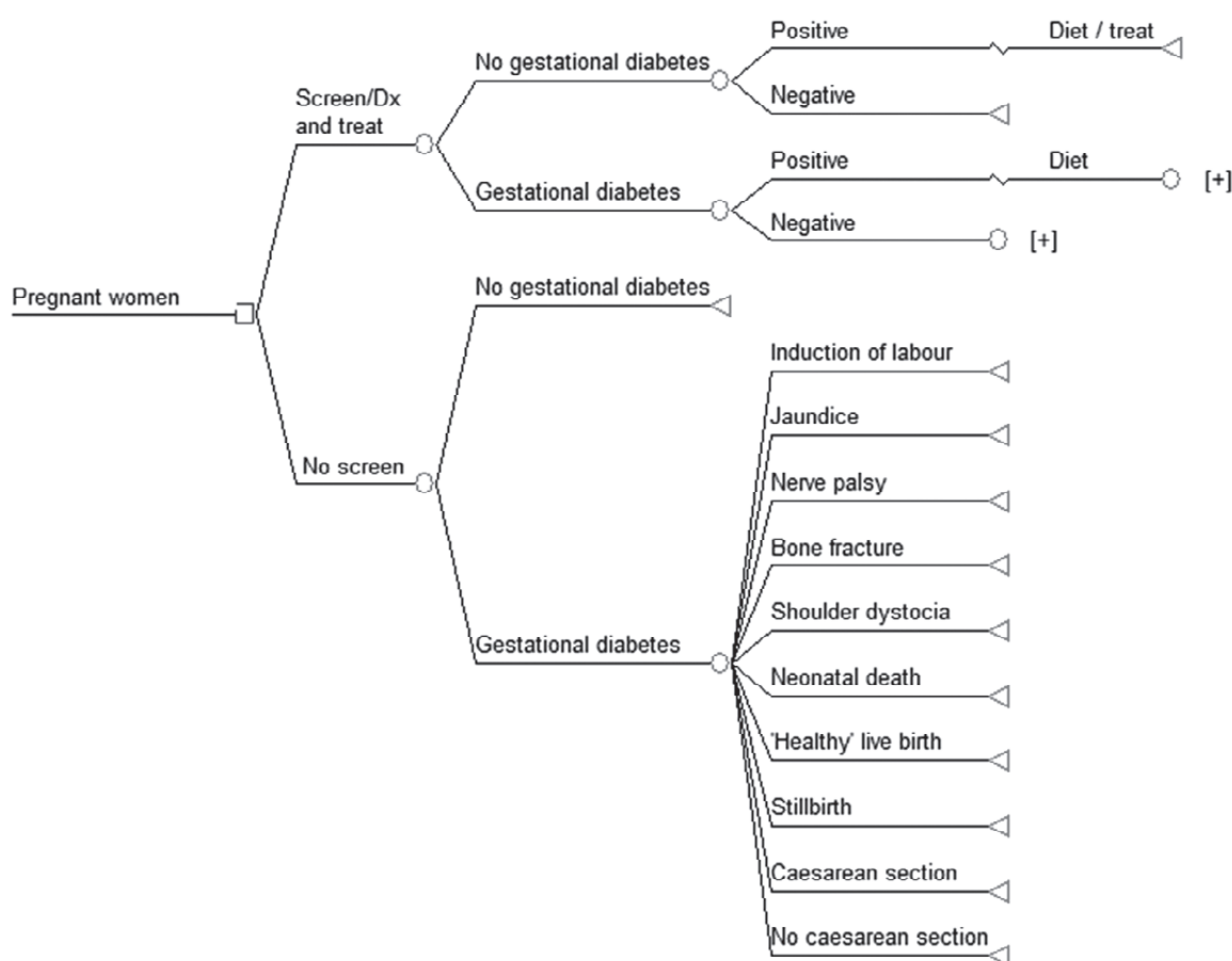 Positive
Diet / treat
No gestational diabetes
Negative
Screen/Dx
and treat
Positive
Diet
[+]
Gestational diabetes
Negative
[+]
Pregnant women
No gestational diabetes
Induction of labour
Jaundice
No screen
Nerve palsy
Bone fracture
Shoulder dystocia
Gestational diabetes
Neonatal death
'Healthy' live birth
Stillbirth
Caesarean section
No caesarean section